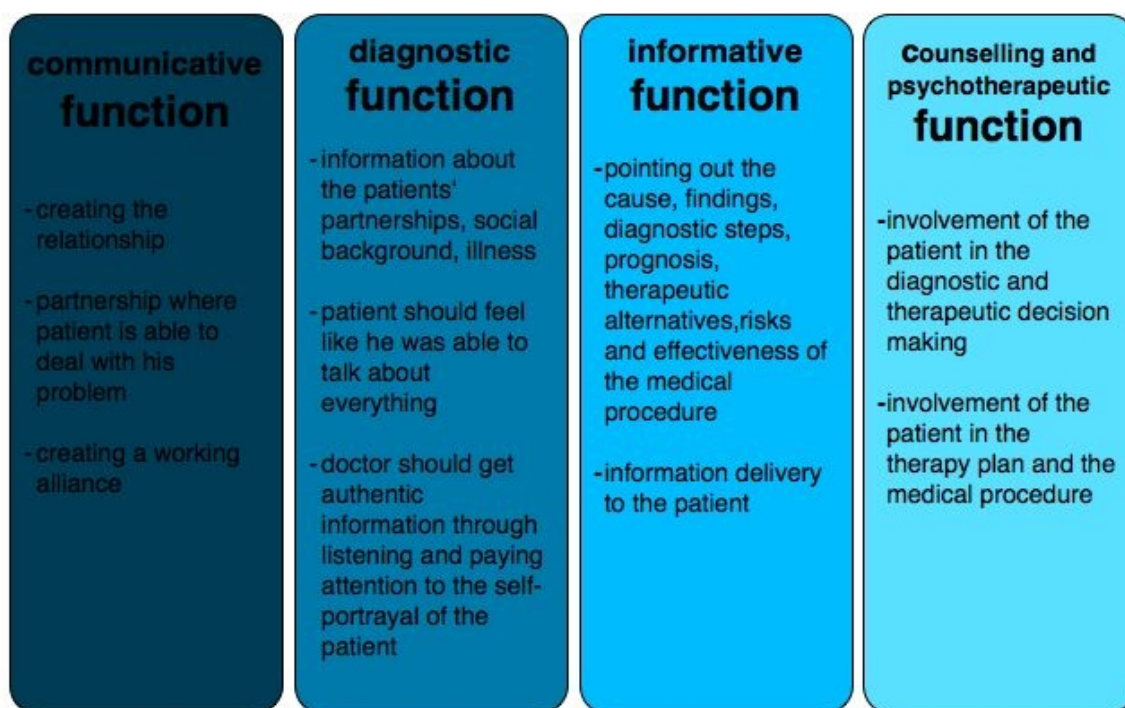 communicative
function
-creating the
relationship
-partnership where
patient is able to
deal with his
problem
-creating a working
alliance
diagnostic
function
-information about
the patients'
partnerships, social
background, illness
-patient should feel
like he was able to
talk about
everything
-doctor should get
authentic
information through
listening and paying
attention to the self-
portrayal of the
patient
informative
function
-pointing out the
cause, findings,
diagnostic steps,
prognosis,
therapeutic
alternatives,risks
and effectiveness of
the medical
procedure
-information delivery
to the patient
Counselling and
psychotherapeutic
function
-involvement of the
patient in the
diagnostic and
therapeutic decision
making
-involvement of the
patient in the
therapy plan and the
medical procedure